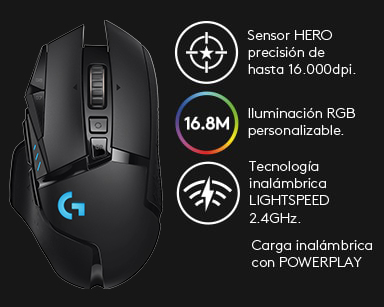 Sensor HERO
precisión de
hasta 16.000dpi.
16.8M
Iluminación RGB
personalizable.
Tecnología
inalámbrica
LIGHTSPEED
2.4GHz.
Carga inalámbrica
con POWERPLAY
G